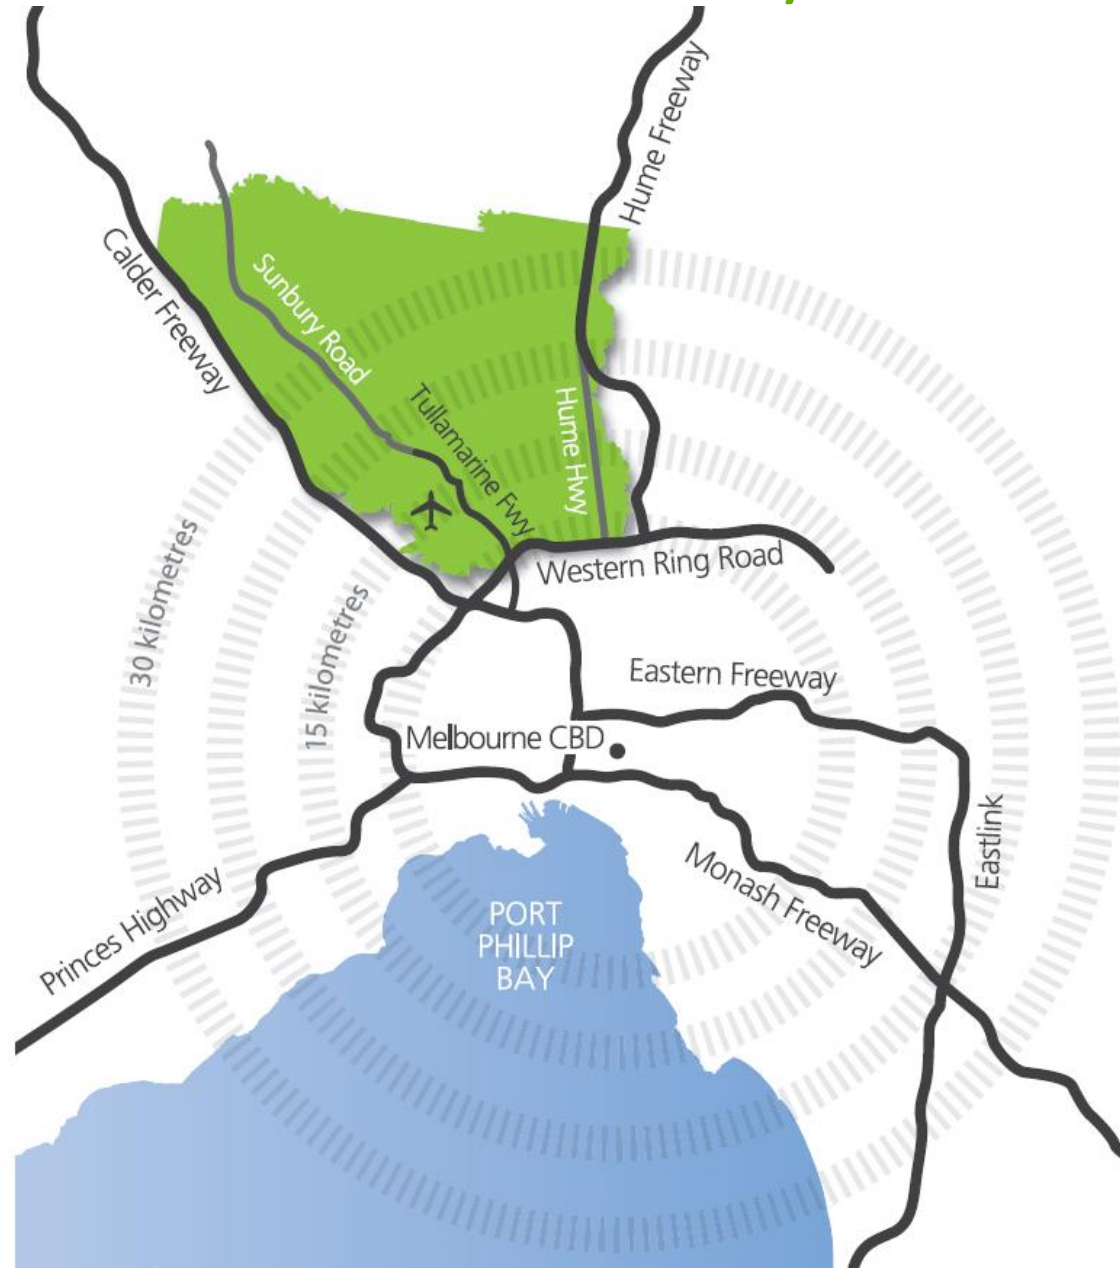 Hume Freeway
Calder Freeway
Sunbury Road
Tullamarine Fwy
Hume Hwy
Western Ring Road
30 kilometres
15 kilometres
Eastern Freeway
Melbourne CBD
Eastlink
Monash Freeway
Princes Highway
PORT
PHILLIP
BAY